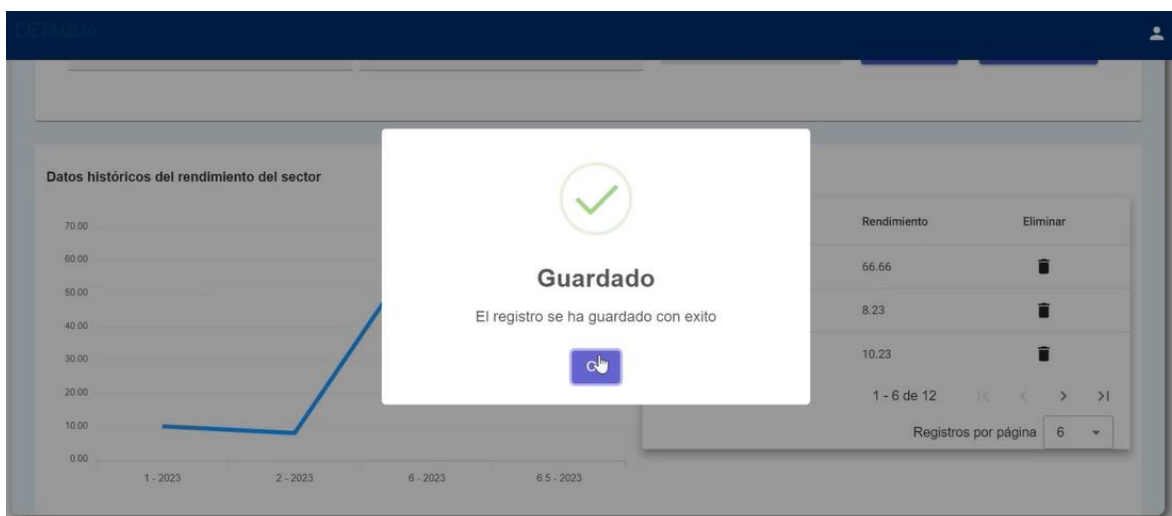 CETAQUA
Datos históricos del rendimiento del sector
70.00
60.00
50.00
40.00
30.00
20.00
10.00
0.00
1 - 2023
2 - 2023
6 - 2023
6.5 - 2023
Guardado
El registro se ha guardado con exito
Rendimiento Eliminar
66.66
8.23
10.23
1 - 6 de 12
Registros por página 6